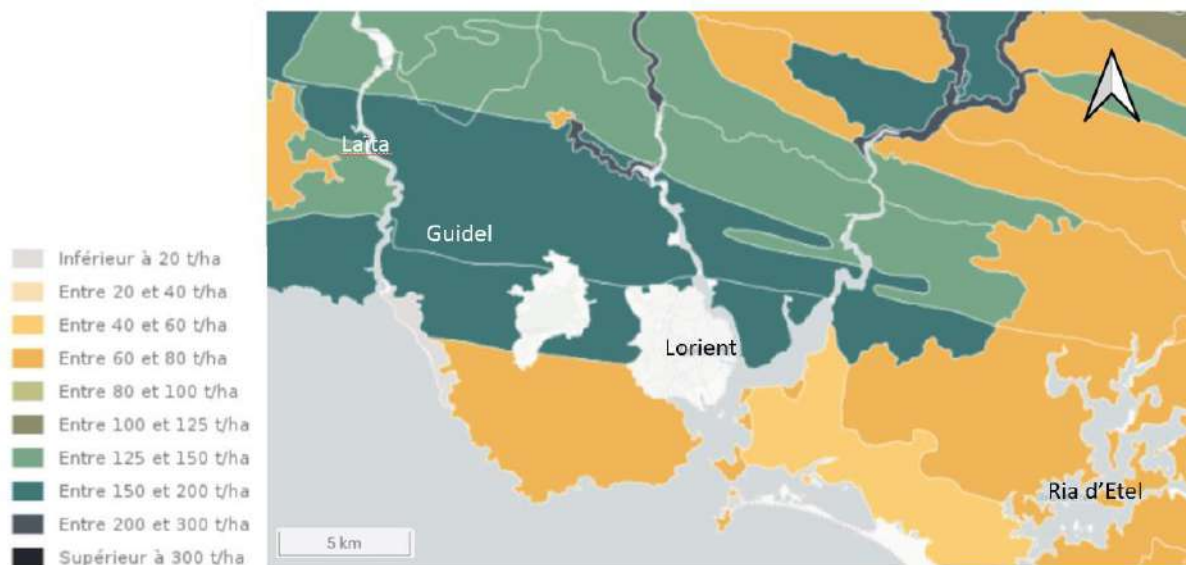 Laïta
Guidel
Lorient
Ria d'Etel
5 km
Inférieur à 20 t/ha
Entre 20 et 40 t/ha
Entre 40 et 60 t/ha
Entre 60 et 80 t/ha
Entre 80 et 100 t/ha
Entre 100 et 125 t/ha
Entre 125 et 150 t/ha
Entre 150 et 200 t/ha
Entre 200 et 300 t/ha
Supérieur à 300 t/ha